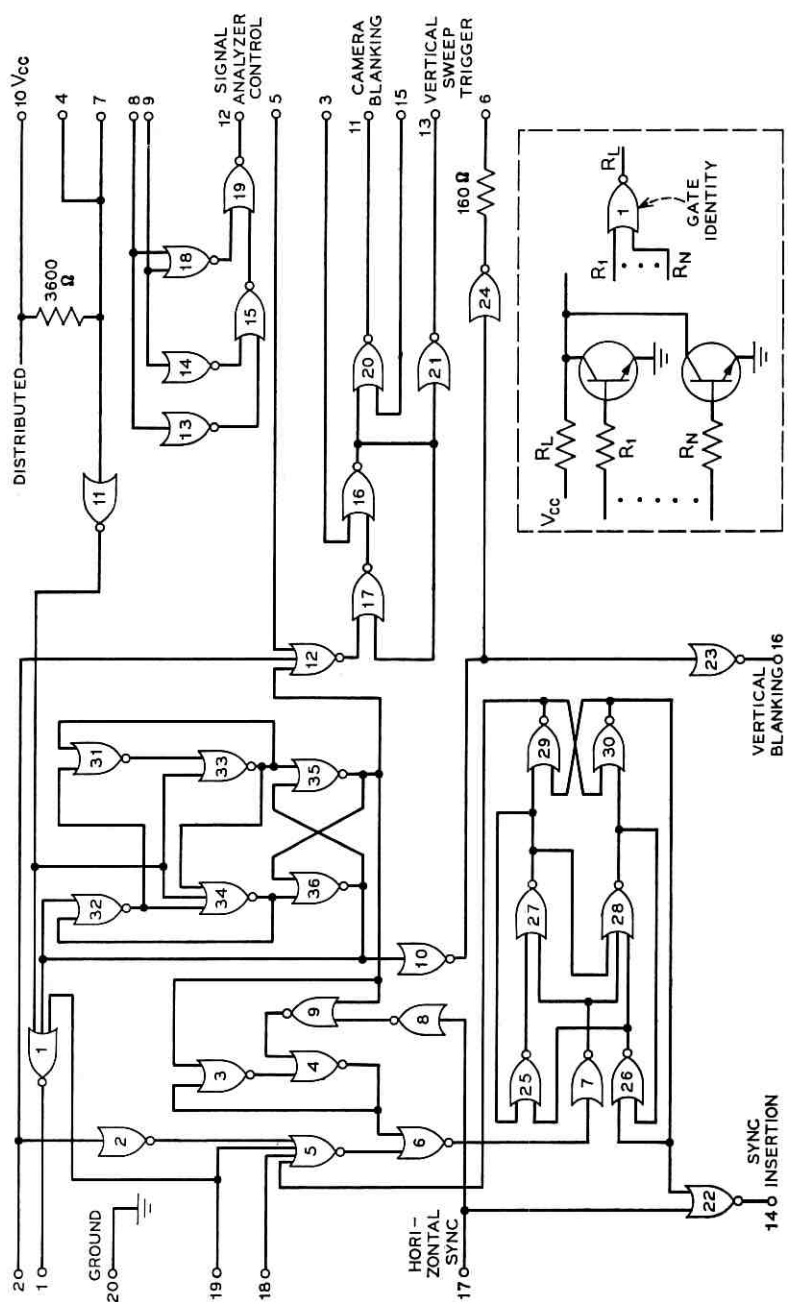 DISTRIBUTED
10 VCC
4
7
3600
Ω
8
9
SIGNAL
ANALYZER
CONTROL
12
5
3
CAMERA
BLANKING
11
15
VERTICAL
SWEEP
TRIGGER
13
160 Ω
6
11
13
14
15
18
19
12
16
17
20
21
24
31
32
33
34
35
36
1
2
3
4
5
6
7
8
9
10
25
26
27
28
29
30
22
23
VERTICAL
BLANKING
16
SYNC
INSERTION
14
2
1
GROUND
20
19
18
HORI-
ZONTAL
SYNC
17
VCC
RL
R1
RN
R1
RN
1
RL
GATE
IDENTITY